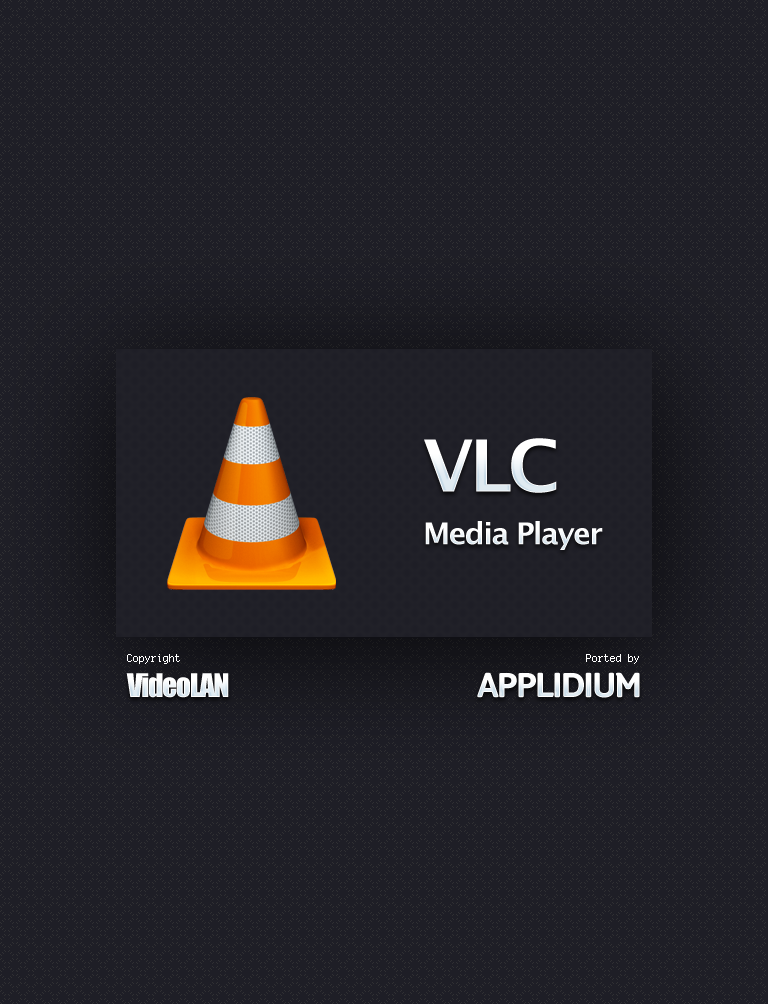 VLC
Media Player
Copyright
VideoLAN
Ported by
APPLIDIUM